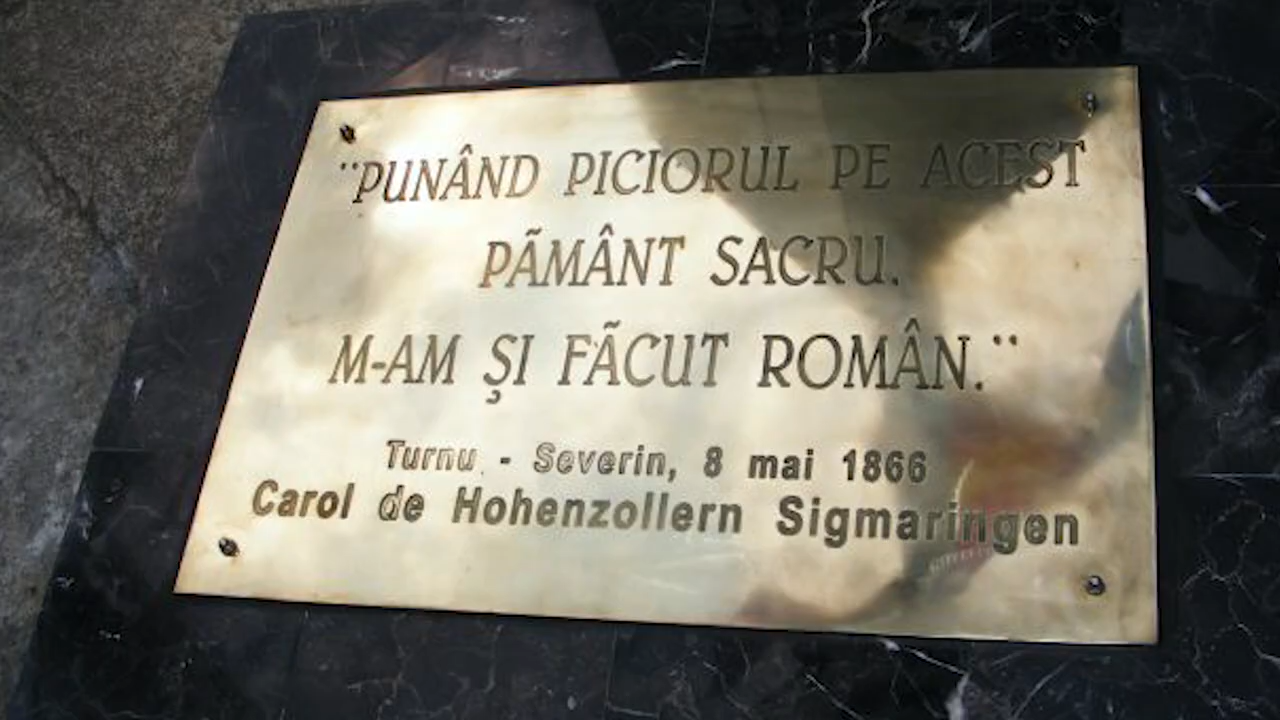 ¨PUNÂND PICIORUL PE ACEST
PÃMÂNT SACRU.
M-AM ŞI FÃCUT ROMÂN.¨
Turnu - Severin, 8 mai 1866
Carol de Hohenzollern Sigmaringen